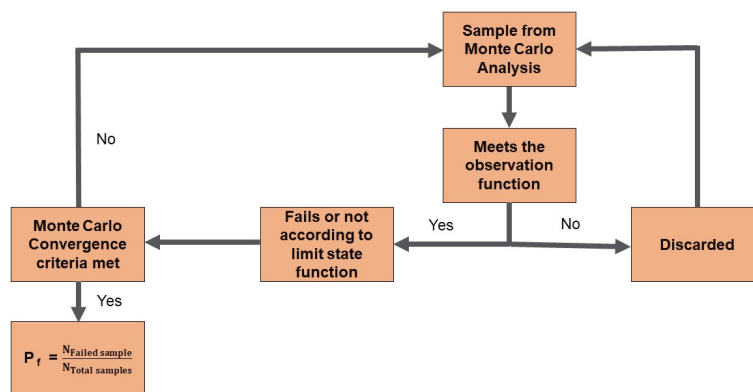 Sample from
Monte Carlo
Analysis
No
Meets the
observation
function
Monte Carlo
Convergence
criteria met
Fails or not
according to
limit state
function
Yes
No
Discarded
Yes
P f = N Failed sample / N Total samples